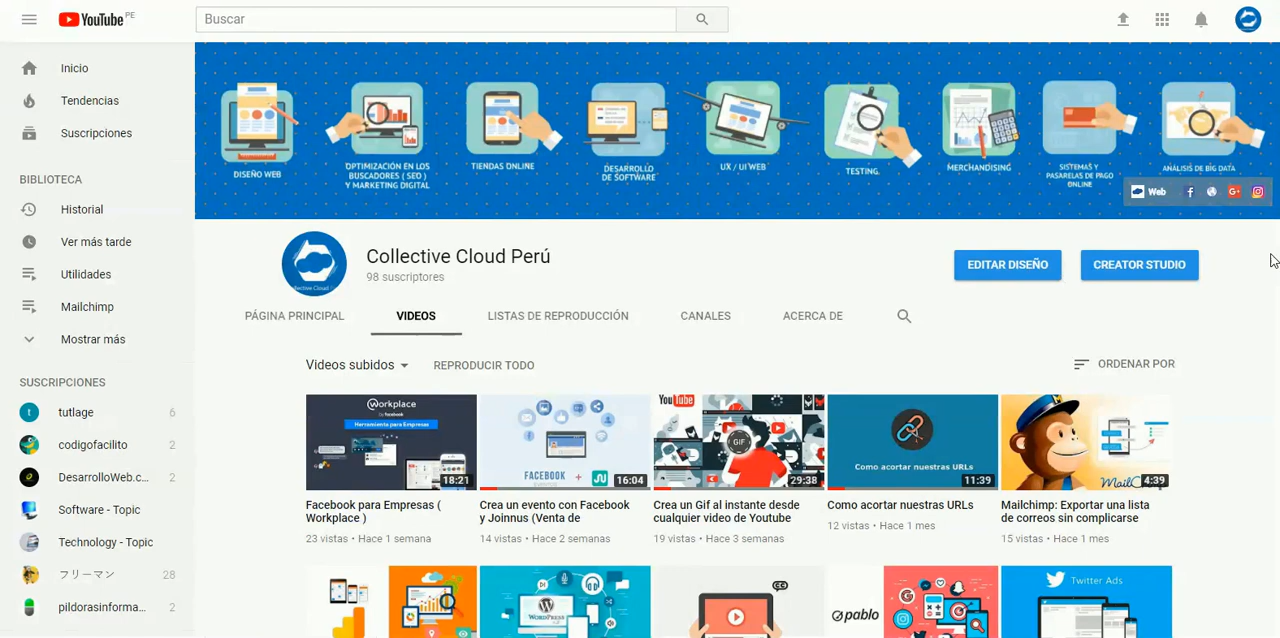 YouTube PE
Buscar
Inicio
Tendencias
Suscripciones
BIBLIOTECA
Historial
Ver más tarde
Utilidades
Mailchimp
Mostrar más
SUSCRIPCIONES
tutlage 6
codigofacilito 2
DesarrolloWeb.c... 2
Software - Topic
Technology - Topic
フリーマン 28
pildorasinforma... 2
DISEÑO WEB
OPTIMIZACIÓN EN LOS
BUSCADORES ( SEO )
Y MARKETING DIGITAL
TIENDAS ONLINE
DESARROLLO
DE SOFTWARE
UX / UI WEB
TESTING.
MERCHANDISING
SISTEMAS Y
PASARELAS DE PAGO
ONLINE
ANÁLISIS DE BIG DATA
Web
Collective Cloud Perú
98 suscriptores
EDITAR DISEÑO
CREATOR STUDIO
PÁGINA PRINCIPAL
VIDEOS
LISTAS DE REPRODUCCIÓN
CANALES
ACERCA DE
Videos subidos
REPRODUCIR TODO
ORDENAR POR
Workplace
by facebook
Herramienta para Empresas
18:21
Facebook para Empresas (
Workplace )
23 vistas • Hace 1 semana
FACEBOOK +
16:04
Crea un evento con Facebook
y Joinnus (Venta de
14 vistas • Hace 2 semanas
YouTube
GIF
29:38
Crea un Gif al instante desde
cualquier video de Youtube
19 vistas • Hace 3 semanas
Como acortar nuestras URLs
11:39
Como acortar nuestras URLs
12 vistas • Hace 1 mes
MailC
4:39
Mailchimp: Exportar una lista
de correos sin complicarse
15 vistas • Hace 1 mes
pablo
Twitter Ads